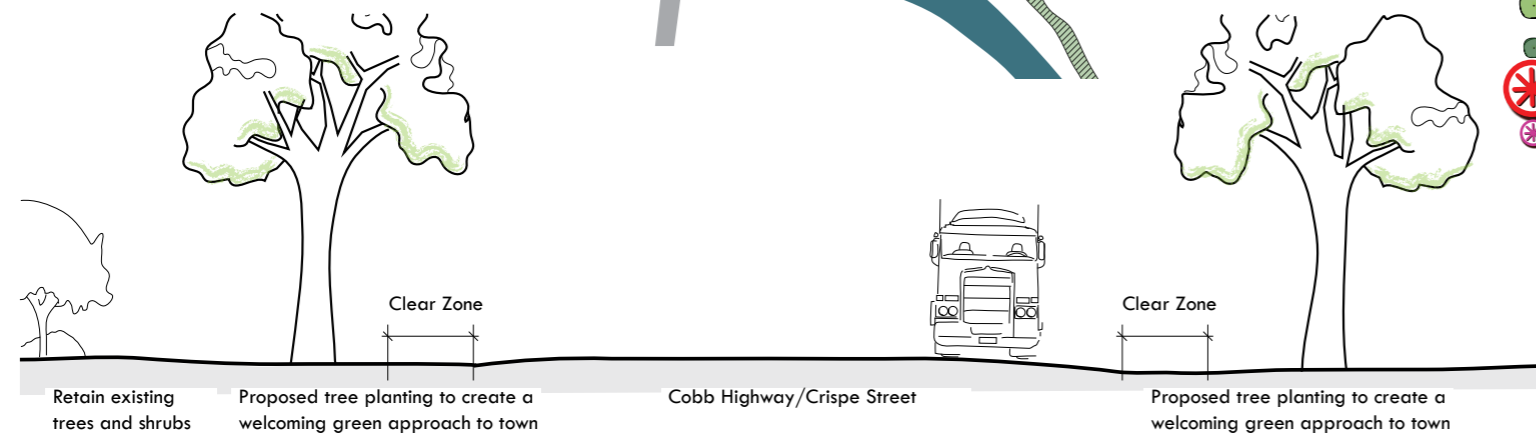 Clear Zone
Clear Zone
Retain existing
trees and shrubs
Proposed tree planting to create a
welcoming green approach to town
Cobb Highway/Crispe Street
Proposed tree planting to create a
welcoming green approach to town